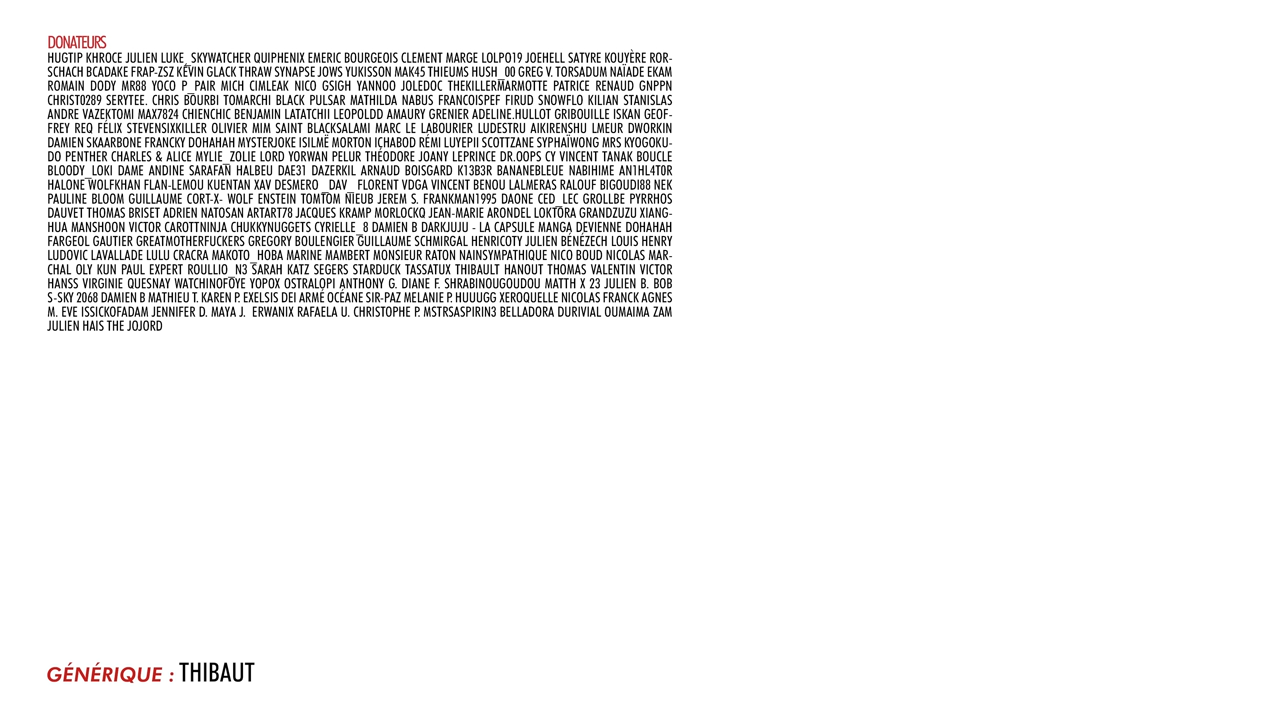 DONATEURS
HUGTIP KHROCE JULIEN LUKE_SKYWATCHER QUIPHENIX EMERIC BOURGEOIS CLEMENT MARGE LOLPO19 JOEHELL SATYRE KOUYÈRE ROR-
SCHACH BCADAKE FRAP-ZSZ KÉVIN GLACK THRAW SYNAPSE JOWS YUKISSON MAK45 THIEUMS HUSH_00 GREG V. TORSADUM NAÏADE EKAM
ROMAIN DODY MR88 YOCO P_PAIR MICH CIMLEAK NICO GSIGH YANNOO JOLEDOC THEKILLERMARMOTTE PATRICE RENAUD GNPPN
CHRIST0289 SERYTEE. CHRIS BOURBI TOMARCHI BLACK PULSAR MATHILDA NABUS FRANCOISPEF FIRUD SNOWFLO KILIAN STANISLAS
ANDRE VAZEKTOMI MAX7824 CHIENCHIC BENJAMIN LATATCHII LEOPOLDD AMAURY GRENIER ADELINE.HULLOT GRIBOUILLE ISKAN GEOF-
FREY REQ FÉLIX STEVENSIXKILLER OLIVIER MIM SAINT BLACKSALAMI MARC LE LABOURIER LUDESTRU AIKIRENSHU LMEUR DWORKIN
DAMIEN SKAARBONE FRANCKY DOHAHAH MYSTERJOKE ISILMË MORTON ICHABOD RÉMI LUYEPII SCOTTZANE SYPHAÏWONG MRS KYOGOKU-
DO PENTHER CHARLES & ALICE MYLIE_ZOLIE LORD YORWAN PELUR THÉODORE JOANY LEPRINCE DR.OOPS CY VINCENT TANAK BOUCLE
BLOODY_LOKI DAME ANDINE SARAFAN HALBEU DAE31 DAZERKIL ARNAUD BOISGARD K13B3R BANANEBLEUE NABIHIME AN1HL4T0R
HALONE WOLFKHAN FLAN-LEMOU KUENTAN XAV DESMERO _DAV_ FLORENT VDGA VINCENT BENOU LALMERAS RALOUF BIGOUDI88 NEK
PAULINE BLOOM GUILLAUME CORT-X- WOLF ENSTEIN TOMTOM NIEUB JEREM S. FRANKMAN1995 DAONE CED_LEC GROLLBE PYRRHOS
DAUVET THOMAS BRISET ADRIEN NATOSAN ARTART78 JACQUES KRAMP MORLOCKQ JEAN-MARIE ARONDEL LOKTORA GRANDZUZU XIANG-
HUA MANSHOON VICTOR CAROTTNINJA CHUKKYNUGGETS CYRIELLE_8 DAMIEN B DARKJUJU - LA CAPSULE MANGA DEVIENNE DOHAHAH
FARGEOL GAUTIER GREATMOTHERFUCKERS GREGORY BOULENGIER GUILLAUME SCHMIRGAL HENRICOTY JULIEN BÉNÉZECH LOUIS HENRY
LUDOVIC LAVALLADE LULU CRACRA MAKOTO_HOBA MARINE MAMBERT MONSIEUR RATON NAINSYMPATHIQUE NICO BOUD NICOLAS MAR-
CHAL OLY KUN PAUL EXPERT ROULLIO_N3 SARAH KATZ SEGERS STARDUCK TASSATUX THIBAULT HANOUT THOMAS VALENTIN VICTOR
HANSS VIRGINIE QUESNAY WATCHINOFOYE YOPOX OSTRALOPI ANTHONY G. DIANE F. SHRABINOUGOUDOU MATTH X 23 JULIEN B. BOB
S-SKY 2068 DAMIEN B MATHIEU T. KAREN P. EXELSIS DEI ARMÉ OCÉANE SIR-PAZ MELANIE P. HUUUGG XEROQUELLE NICOLAS FRANCK AGNES
M. EVE ISSICKOFADAM JENNIFER D. MAYA J. ERWANIX RAFAELA U. CHRISTOPHE P. MSTRSASPIRIN3 BELLADORA DURIVIAL OUMAIMA ZAM
JULIEN HAIS THE JOJORD
GÉNÉRIQUE : THIBAUT